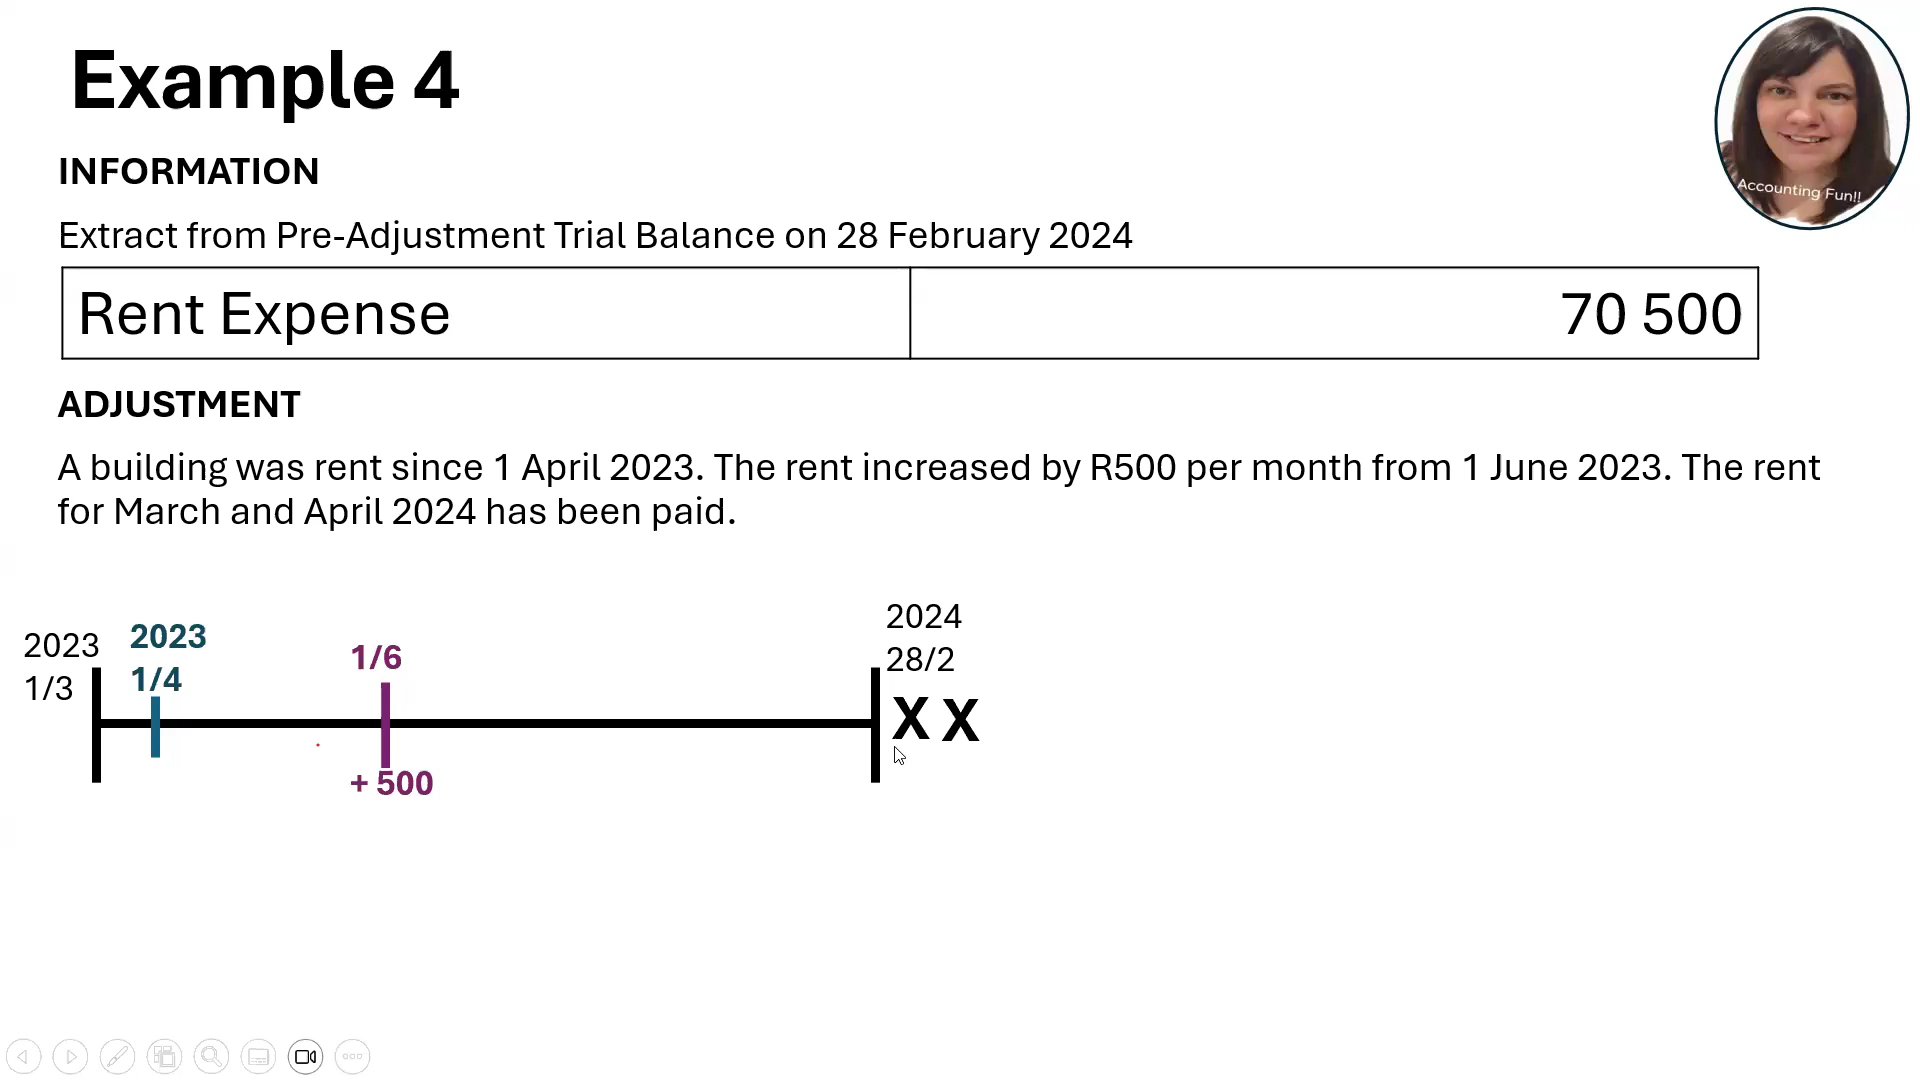 Example 4
Accounting Fun!!
INFORMATION
Extract from Pre-Adjustment Trial Balance on 28 February 2024
Rent Expense 70 500
ADJUSTMENT
A building was rent since 1 April 2023. The rent increased by R500 per month from 1 June 2023. The rent
for March and April 2024 has been paid.
2023
1/3
2023
1/4
1/6
+ 500
2024
28/2
X X